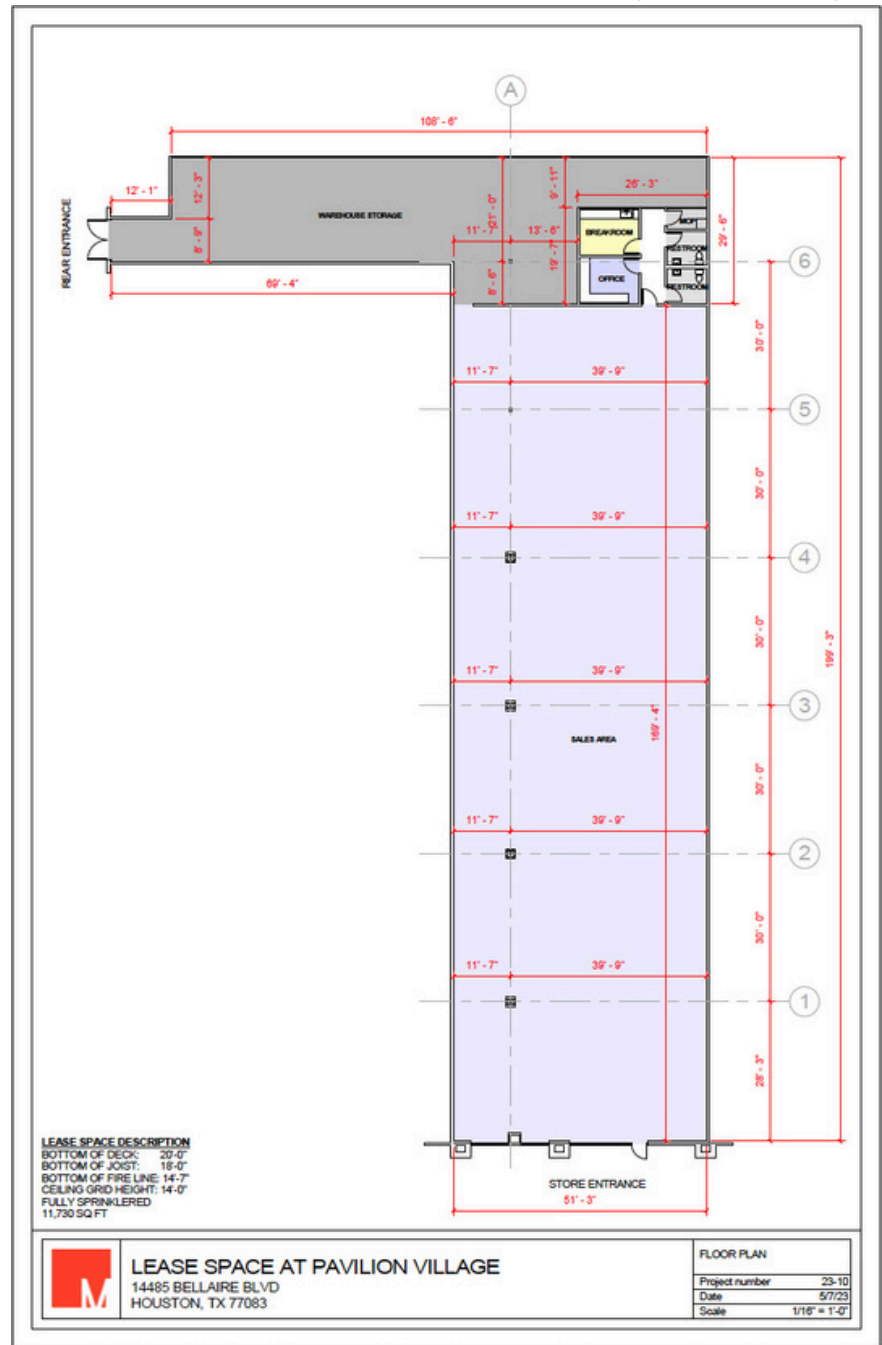 A
108' - 6"
12' - 1"
12' - 3"
21' - 0"
9' - 11"
26' - 3"
REAR ENTRANCE
WAREHOUSE STORAGE
BREAKROOM
MOP
8' - 9"
11' - 7"
13' - 6"
19' - 7"
RESTROOM
29' - 6"
6
69' - 4"
8' - 6"
OFFICE
RESTROOM
30' - 0"
11' - 7"
39' - 9"
5
30' - 0"
11' - 7"
39' - 9"
4
30' - 0"
199' - 3"
11' - 7"
39' - 9"
3
169' - 4"
SALES AREA
30' - 0"
11' - 7"
39' - 9"
2
30' - 0"
11' - 7"
39' - 9"
1
28' - 3"
LEASE SPACE DESCRIPTION
BOTTOM OF DECK: 20'-0"
BOTTOM OF JOIST: 18'-0"
BOTTOM OF FIRE LINE: 14'-7"
CEILING GRID HEIGHT: 14'-0"
FULLY SPRINKLERED
11,730 SQ FT
STORE ENTRANCE
51' - 3"
M
LEASE SPACE AT PAVILION VILLAGE
14485 BELLAIRE BLVD
HOUSTON, TX 77083
FLOOR PLAN
Project number 23-10
Date 5/7/23
Scale 1/16" = 1'-0"